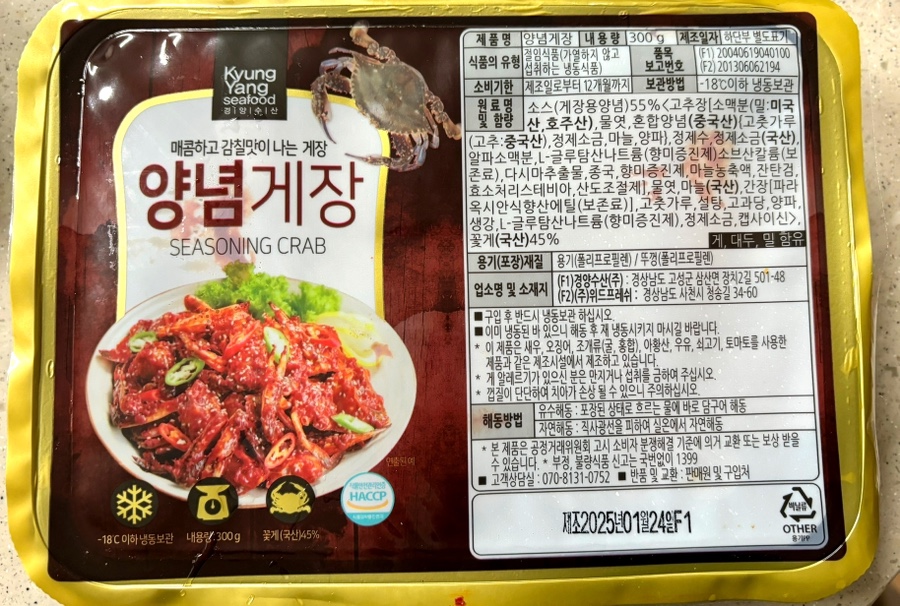 Kyung
Yang
seafood
경|양|수|산
매콤하고 감칠맛이 나는 게장
양념게장
SEASONING CRAB
연출된 예
식품안전관리인증
HACCP
-18℃ 이하 냉동보관
내용량 300 g
꽃게 (국산)45%
제 품 명 양념게장 내 용 량 300 g 제조일자 하단부 별도표기
식품의 유형 절임식품(가열하지 않고 섭취하는 냉동식품) 품목보고번호 (F1) 20040619040100
(F2) 201306062194
소비기한 제조일로부터 12개월까지 보관방법 -18℃이하 냉동보관
원 료 명 및 함량 소스(게장용양념)55%<고추장[소맥분(밀:미국
산,호주산),물엿,혼합양념(중국산)(고춧가루
(고추:중국산),정제소금,마늘,양파),정제수,정제소금(국산),
알파소맥분,L-글루탐산나트륨(향미증진제)소브산칼륨(보
존료),다시마추출물,종국,향미증진제,마늘농축액,잔탄검,
효소처리스테비아,산도조절제],물엿,마늘(국산),간장[파라
옥시안식향산에틸(보존료)],고춧가루,설탕,고과당,양파,
생강,L-글루탐산나트륨(향미증진제),정제소금,캡사이신>,
꽃게(국산)45%
게, 대두, 밀 함유
용기(포장)재질 용기(폴리프로필렌) / 뚜껑(폴리프로필렌)
업소명 및 소재지 (F1)경양수산(주) : 경상남도 고성군 삼산면 장치2길 501-48
(F2)(주)위드프레쉬 : 경상남도 사천시 청송길 34-60
■ 구입 후 반드시 냉동보관 하십시오.
■ 이미 냉동된 바 있으니 해동 후 재 냉동시키지 마시길 바랍니다.
* 이 제품은 새우, 오징어, 조개류(굴, 홍합), 아황산, 우유, 쇠고기, 토마토를 사용한
제품과 같은 제조시설에서 제조하고 있습니다.
* 게 알레르기가 있으신 분은 만지거나 섭취를 금하여 주십시오.
* 껍질이 단단하여 치아가 손상 될 수 있으니 주의하십시오.
해동방법 유수해동 : 포장된 상태로 흐르는 물에 바로 담구어 해동
자연해동 : 직사광선을 피하여 실온에서 자연해동
* 본 제품은 공정거래위원회 고시 소비자 분쟁해결 기준에 의거 교환 또는 보상 받을
수 있습니다. * 부정, 불량식품 신고는 국번없이 1399
■ 고객상담실 : 070-8131-0752 ■ 반품 및 교환 : 판매원 및 구입처
제조2025년01월24일F1
비닐류
OTHER